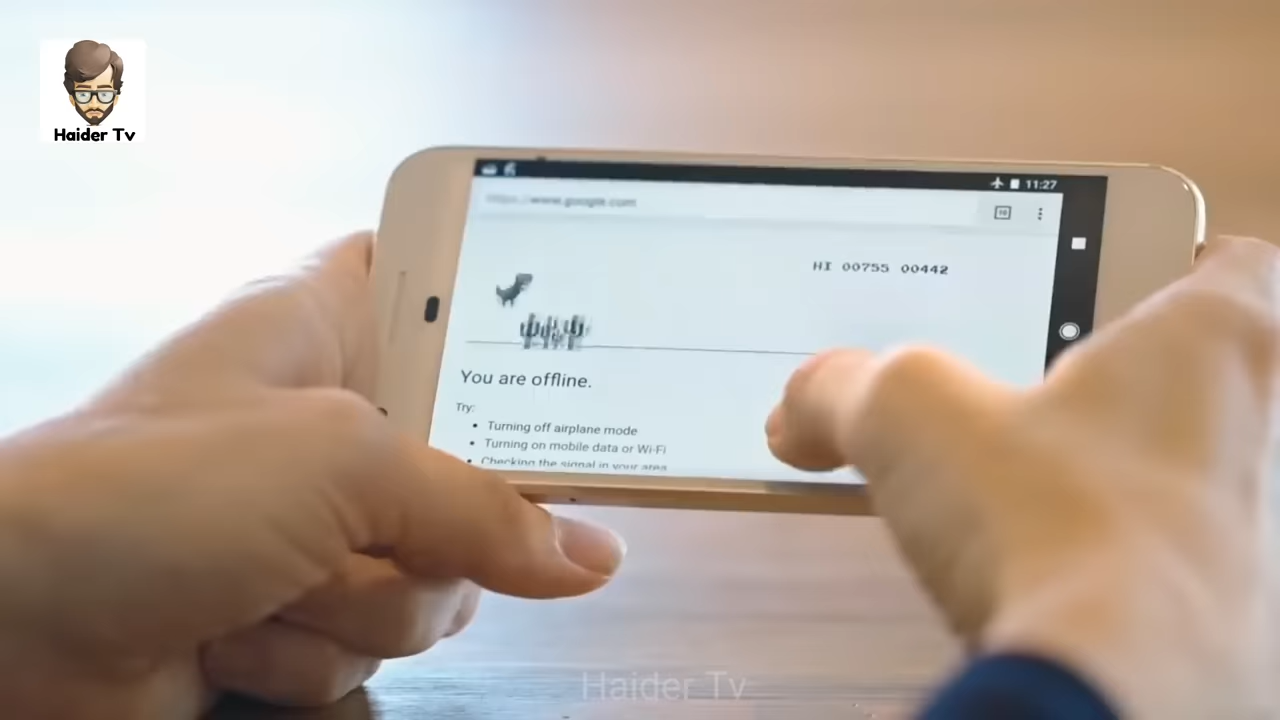 Haider Tv
11:27
https://www.google.com
HI 00755 00442
You are offline.
Try:
Turning off airplane mode
Turning on mobile data or Wi-Fi
Checking the signal in your area
Haider Tv